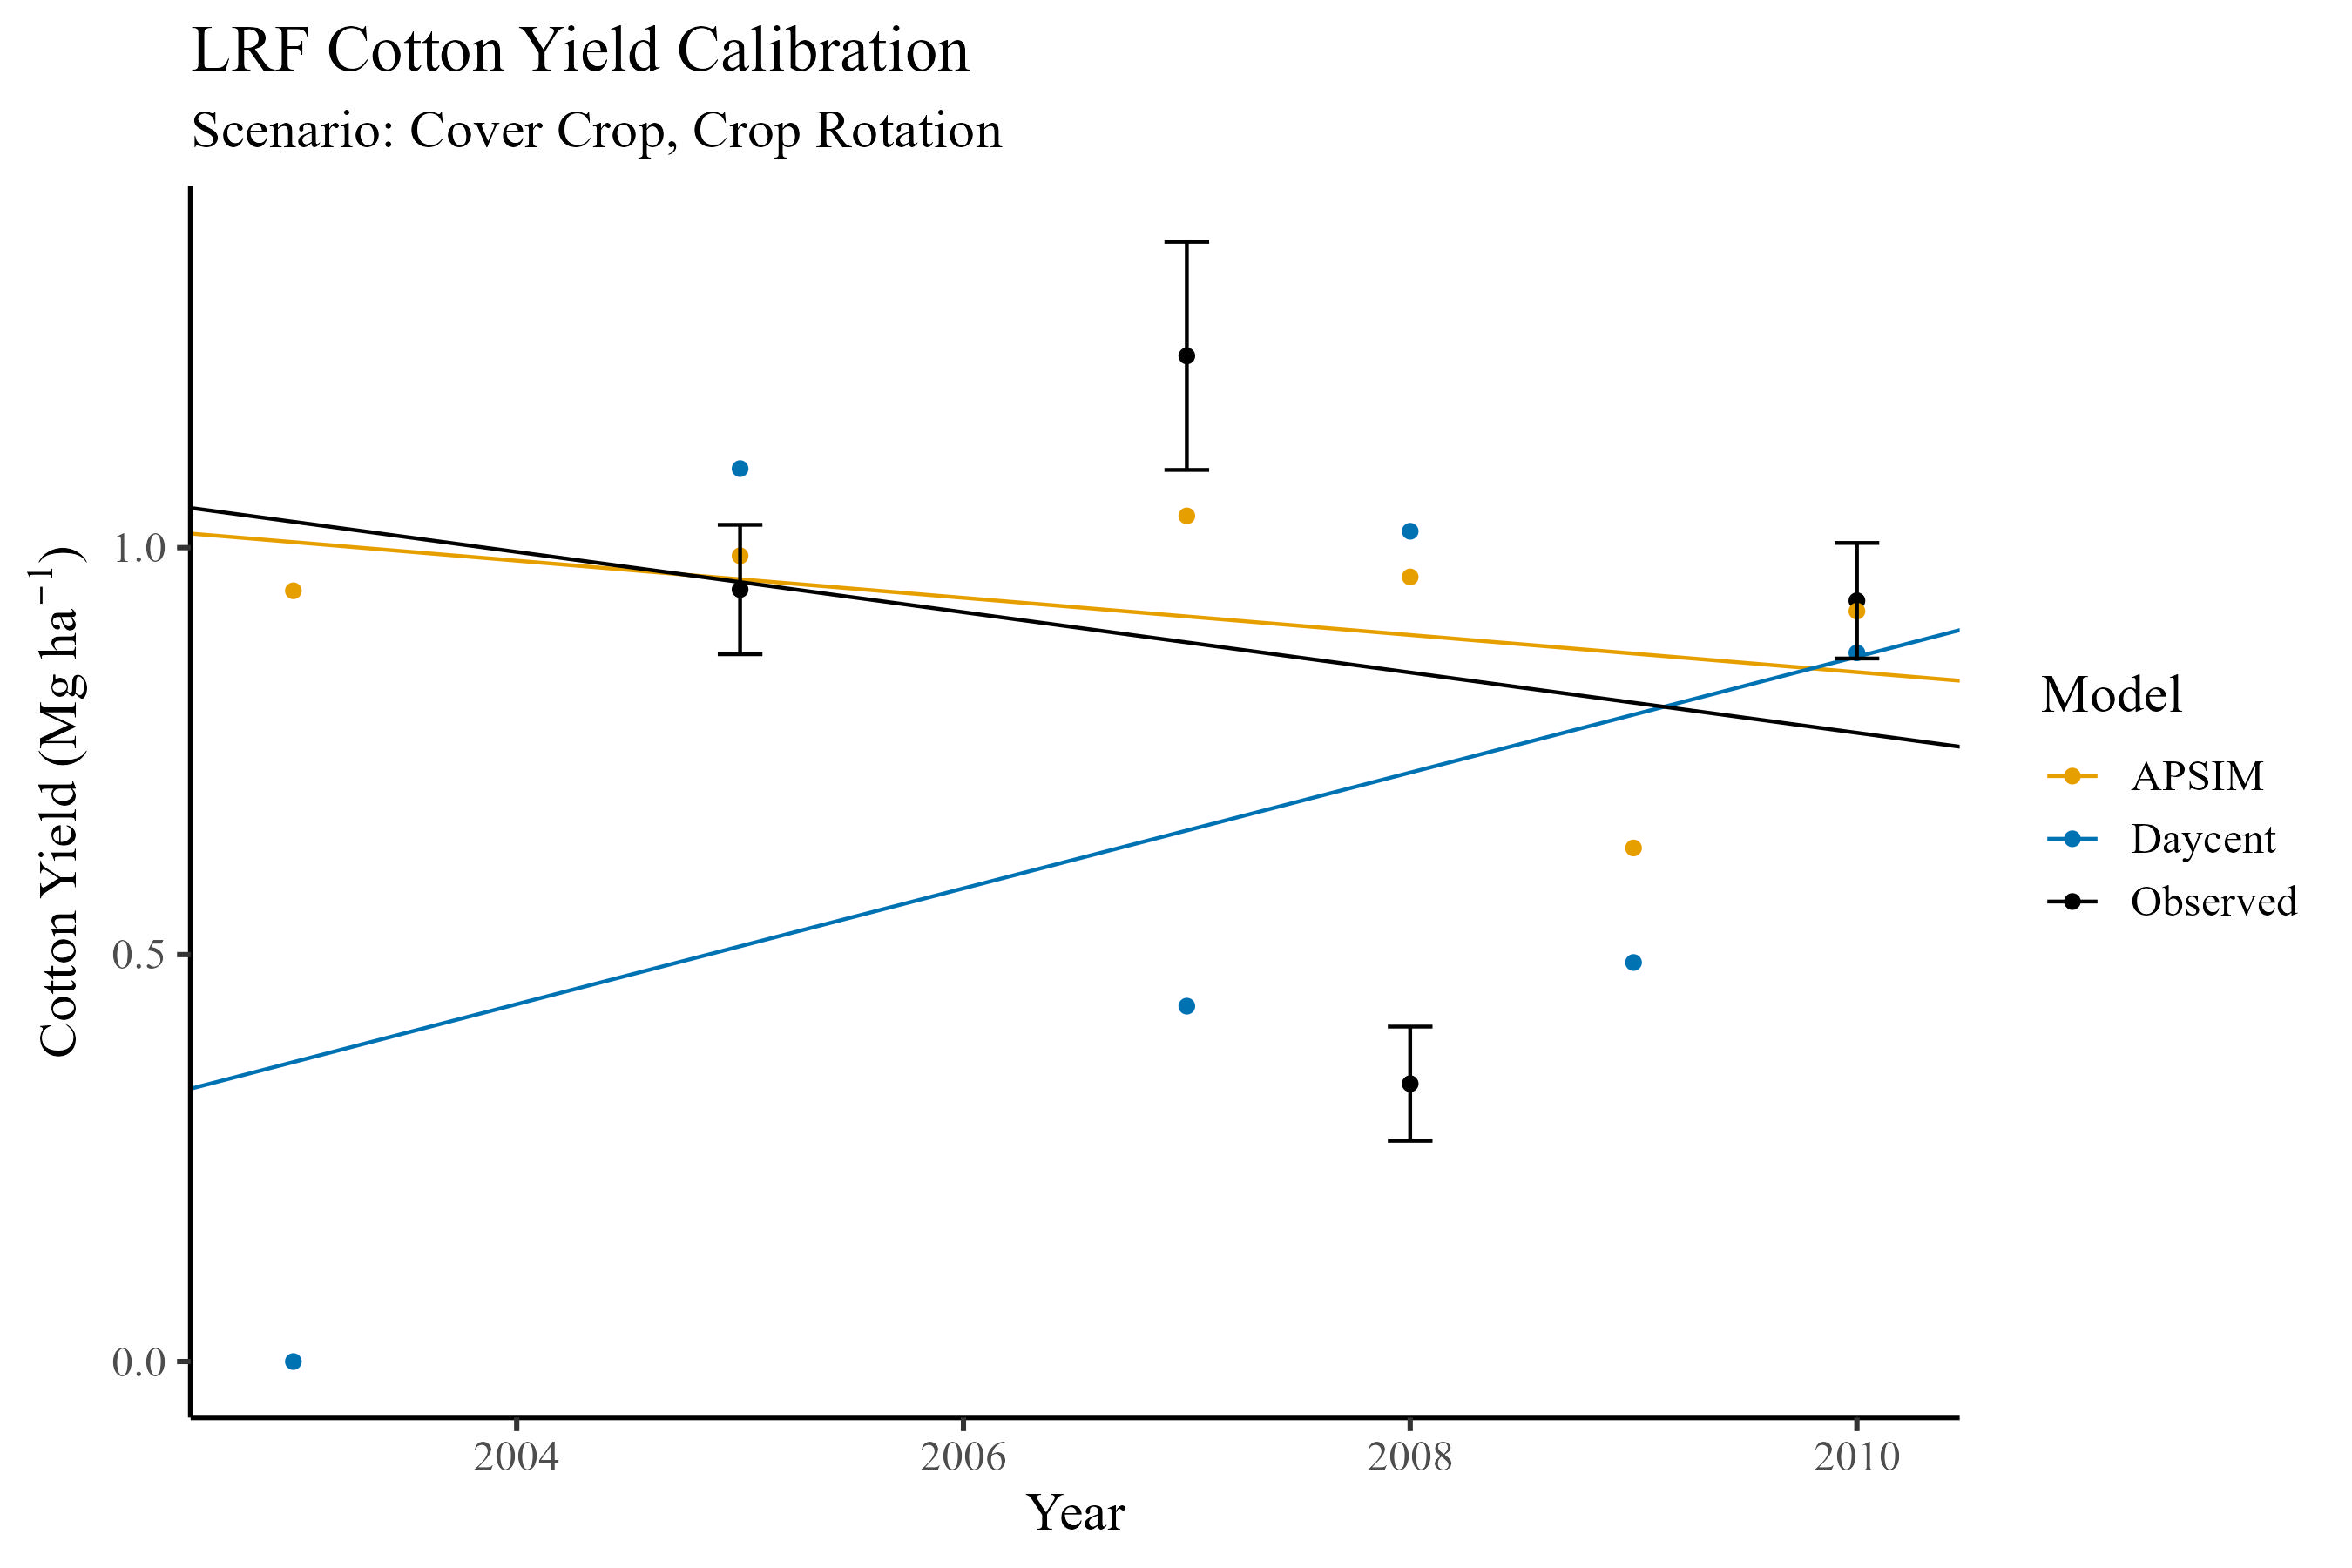 LRF Cotton Yield Calibration
Scenario: Cover Crop, Crop Rotation
Cotton Yield (Mg ha⁻¹)
1.0
0.5
0.0
2004
2006
2008
2010
Year
Model
APSIM
Daycent
Observed